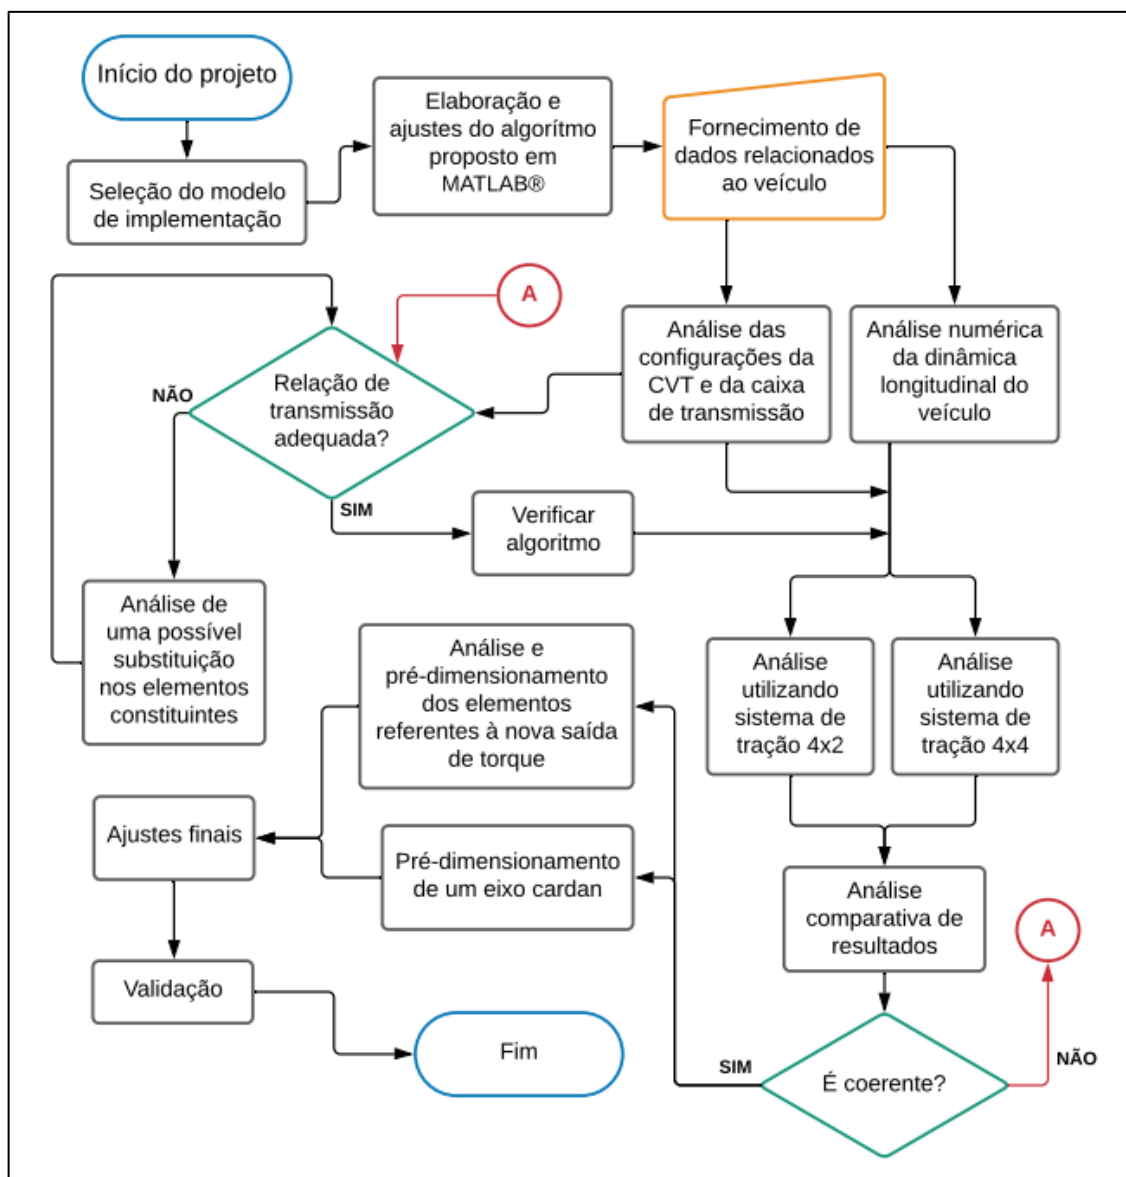 Início do projeto
Seleção do modelo
de implementação
Elaboração e
ajustes do algorítmo
proposto em
MATLAB®
Fornecimento de
dados relacionados
ao veículo
A
Análise das
configurações da
CVT e da caixa
de transmissão
Análise numérica
da dinâmica
longitudinal do
veículo
Relação de
transmissão
adequada?
NÃO
SIM
Verificar
algoritmo
Análise de
uma possível
substituição
nos elementos
constituintes
Análise e
pré-dimensionamento
dos elementos
referentes à nova saída
de torque
Análise
utilizando
sistema de
tração 4x2
Análise
utilizando
sistema de
tração 4x4
Ajustes finais
Pré-dimensionamento
de um eixo cardan
Análise
comparativa de
resultados
A
Validação
Fim
É coerente?
SIM
NÃO